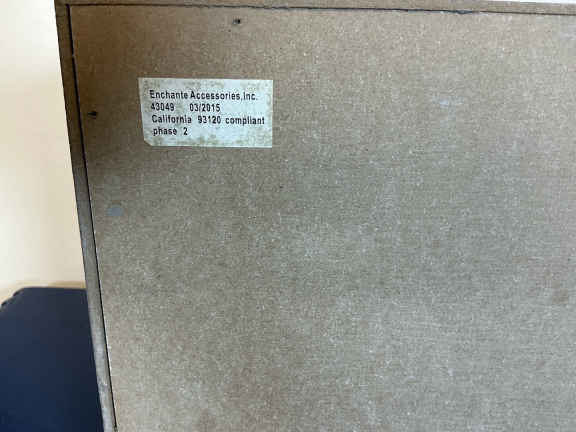 Enchante Accessories, Inc.
43049 03/2015
California 93120 compliant
phase 2